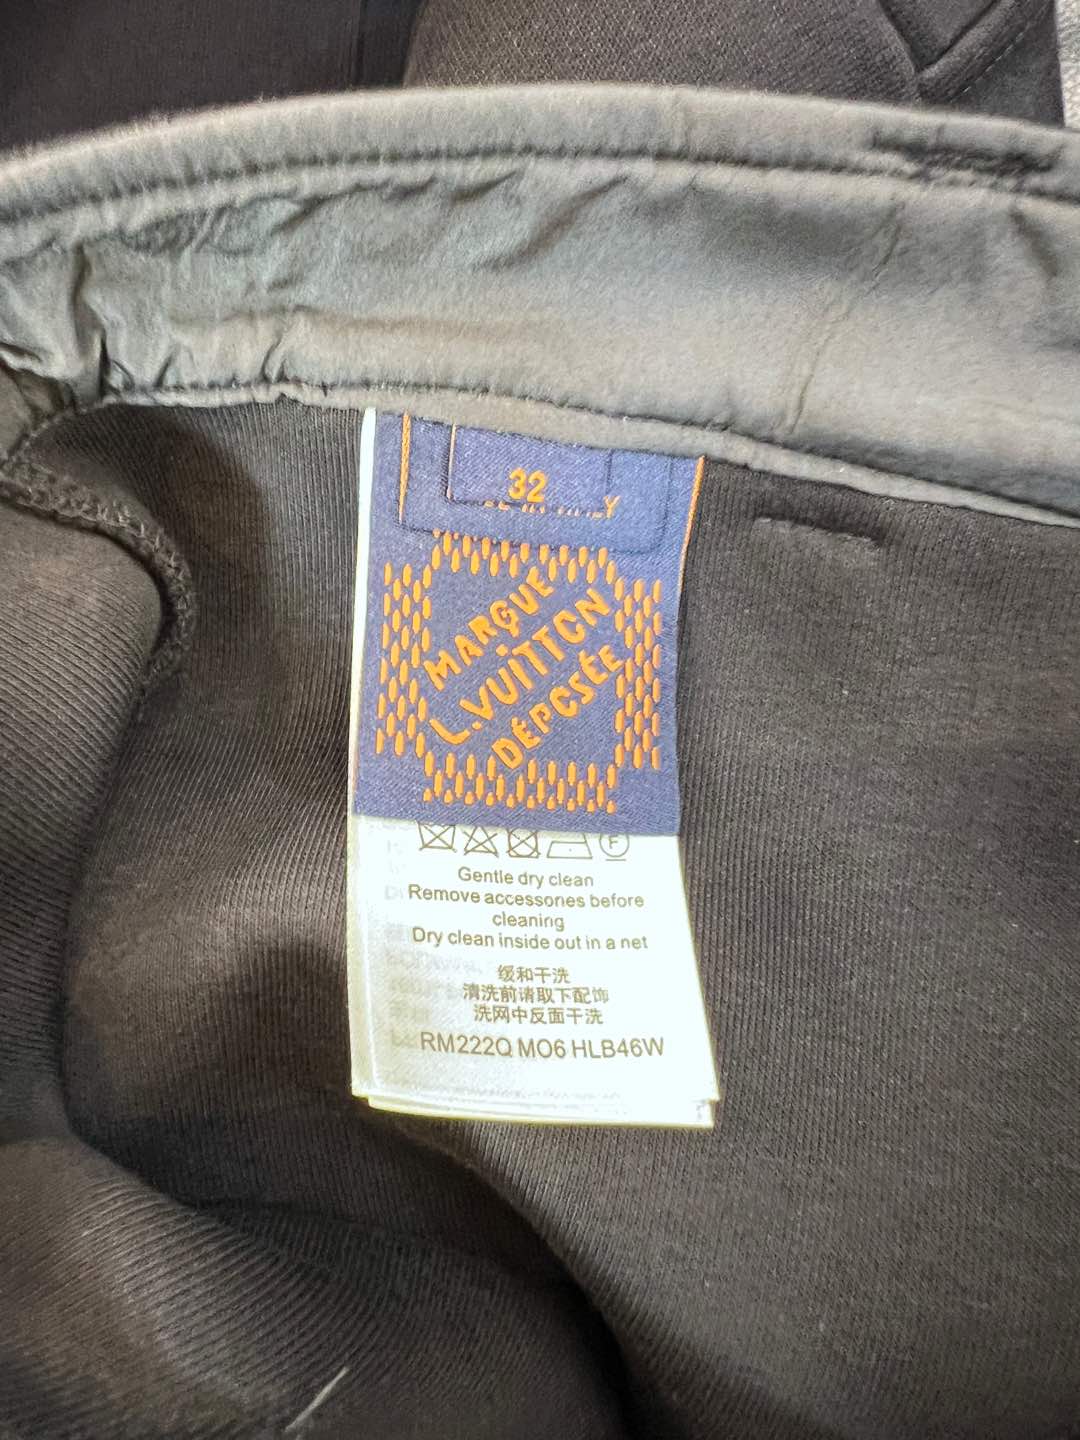 32
MARQUE
L.VUITTON
DÉPOSÉE
F
Gentle dry clean
Remove accessories before
cleaning
Dry clean inside out in a net
缓和干洗
清洗前请取下配饰
洗网中反面干洗
RM222Q MO6 HLB46W